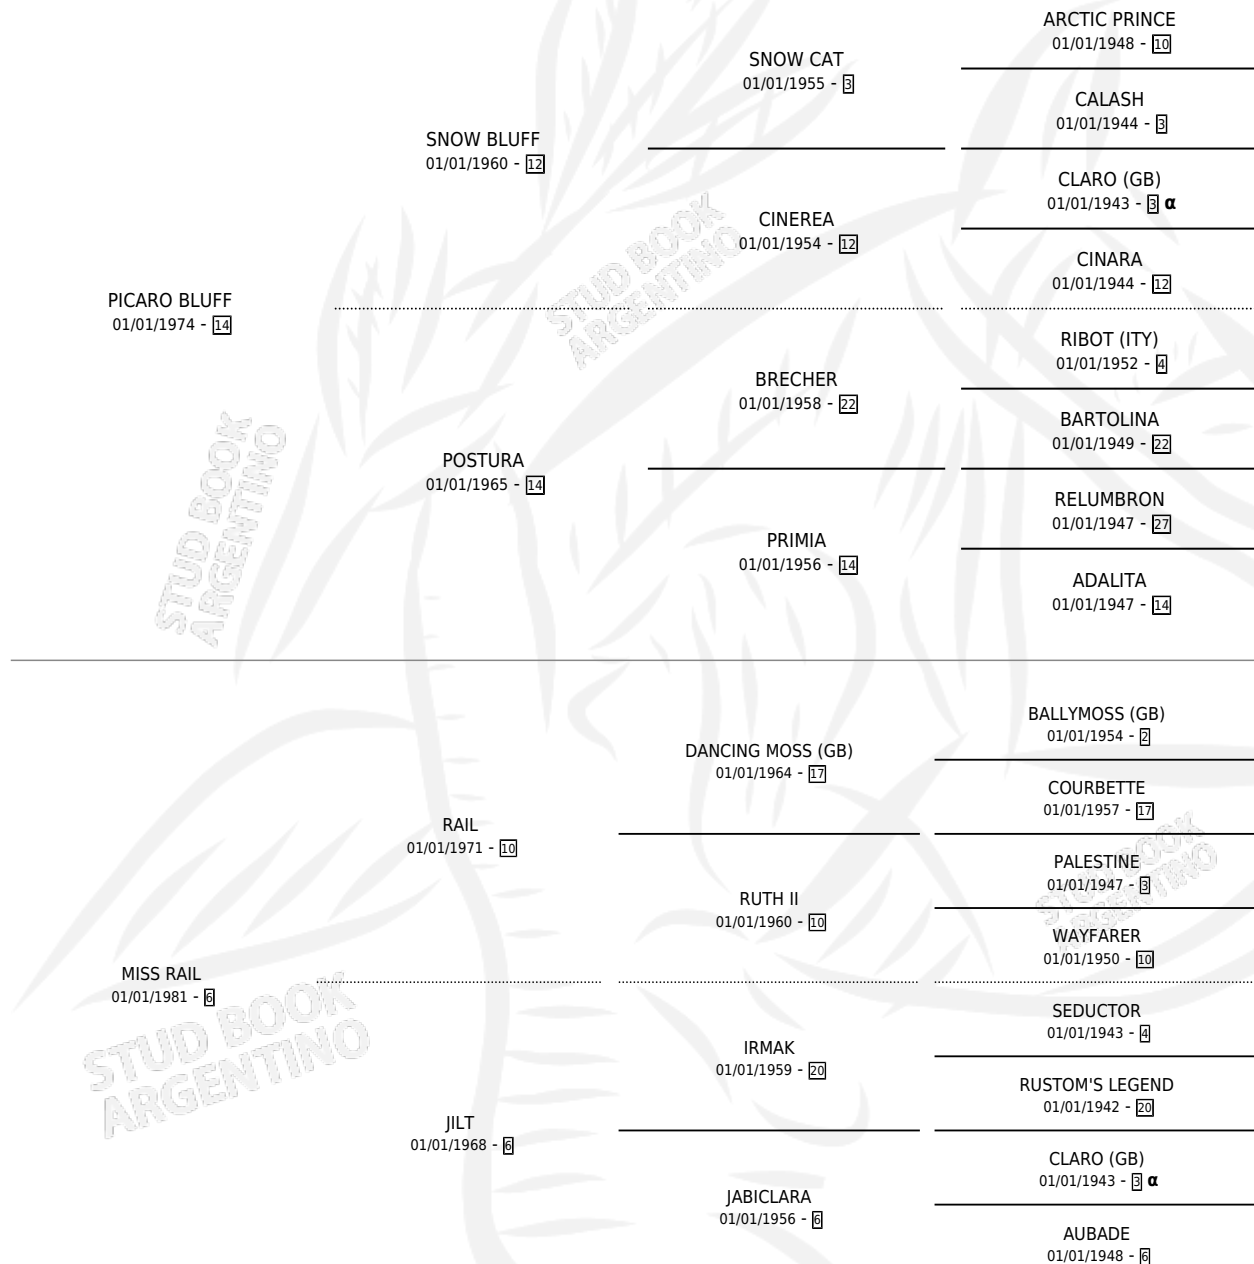 ARCTIC PRINCE
01/01/1948 - 10
SNOW CAT
01/01/1955 - 3
CALASH
01/01/1944 - 3
SNOW BLUFF
01/01/1960 - 12
CLARO (GB)
01/01/1943 - 3 α
CINEREA
01/01/1954 - 12
CINARA
01/01/1944 - 12
PICARO BLUFF
01/01/1974 - 14
RIBOT (ITY)
01/01/1952 - 4
BRECHER
01/01/1958 - 22
BARTOLINA
01/01/1949 - 22
POSTURA
01/01/1965 - 14
RELUMBRON
01/01/1947 - 27
PRIMIA
01/01/1956 - 14
ADALITA
01/01/1947 - 14
BALLYMOSS (GB)
01/01/1954 - 2
DANCING MOSS (GB)
01/01/1964 - 17
COURBETTE
01/01/1957 - 17
RAIL
01/01/1971 - 10
PALESTINE
01/01/1947 - 3
RUTH II
01/01/1960 - 10
WAYFARER
01/01/1950 - 10
MISS RAIL
01/01/1981 - 6
SEDUCTOR
01/01/1943 - 4
IRMAK
01/01/1959 - 20
RUSTOM'S LEGEND
01/01/1942 - 20
JILT
01/01/1968 - 6
CLARO (GB)
01/01/1943 - 3 α
JABICLARA
01/01/1956 - 6
AUBADE
01/01/1948 - 6
STUD BOOK
ARGENTINO
STUD BOOK
ARGENTINO
STUD BOOK
ARGENTINO
STUD BOOK
ARGENTINO